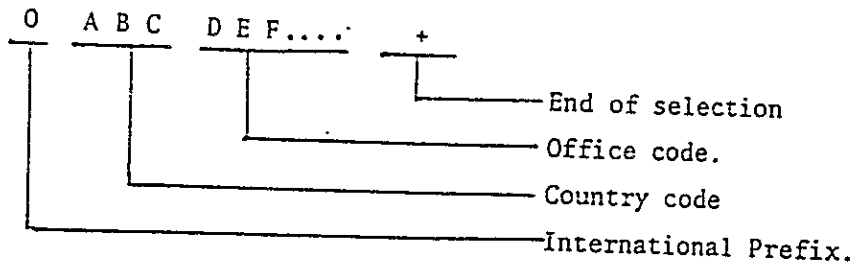 0 A B C D E F.... +
End of selection
Office code.
Country code
International Prefix.